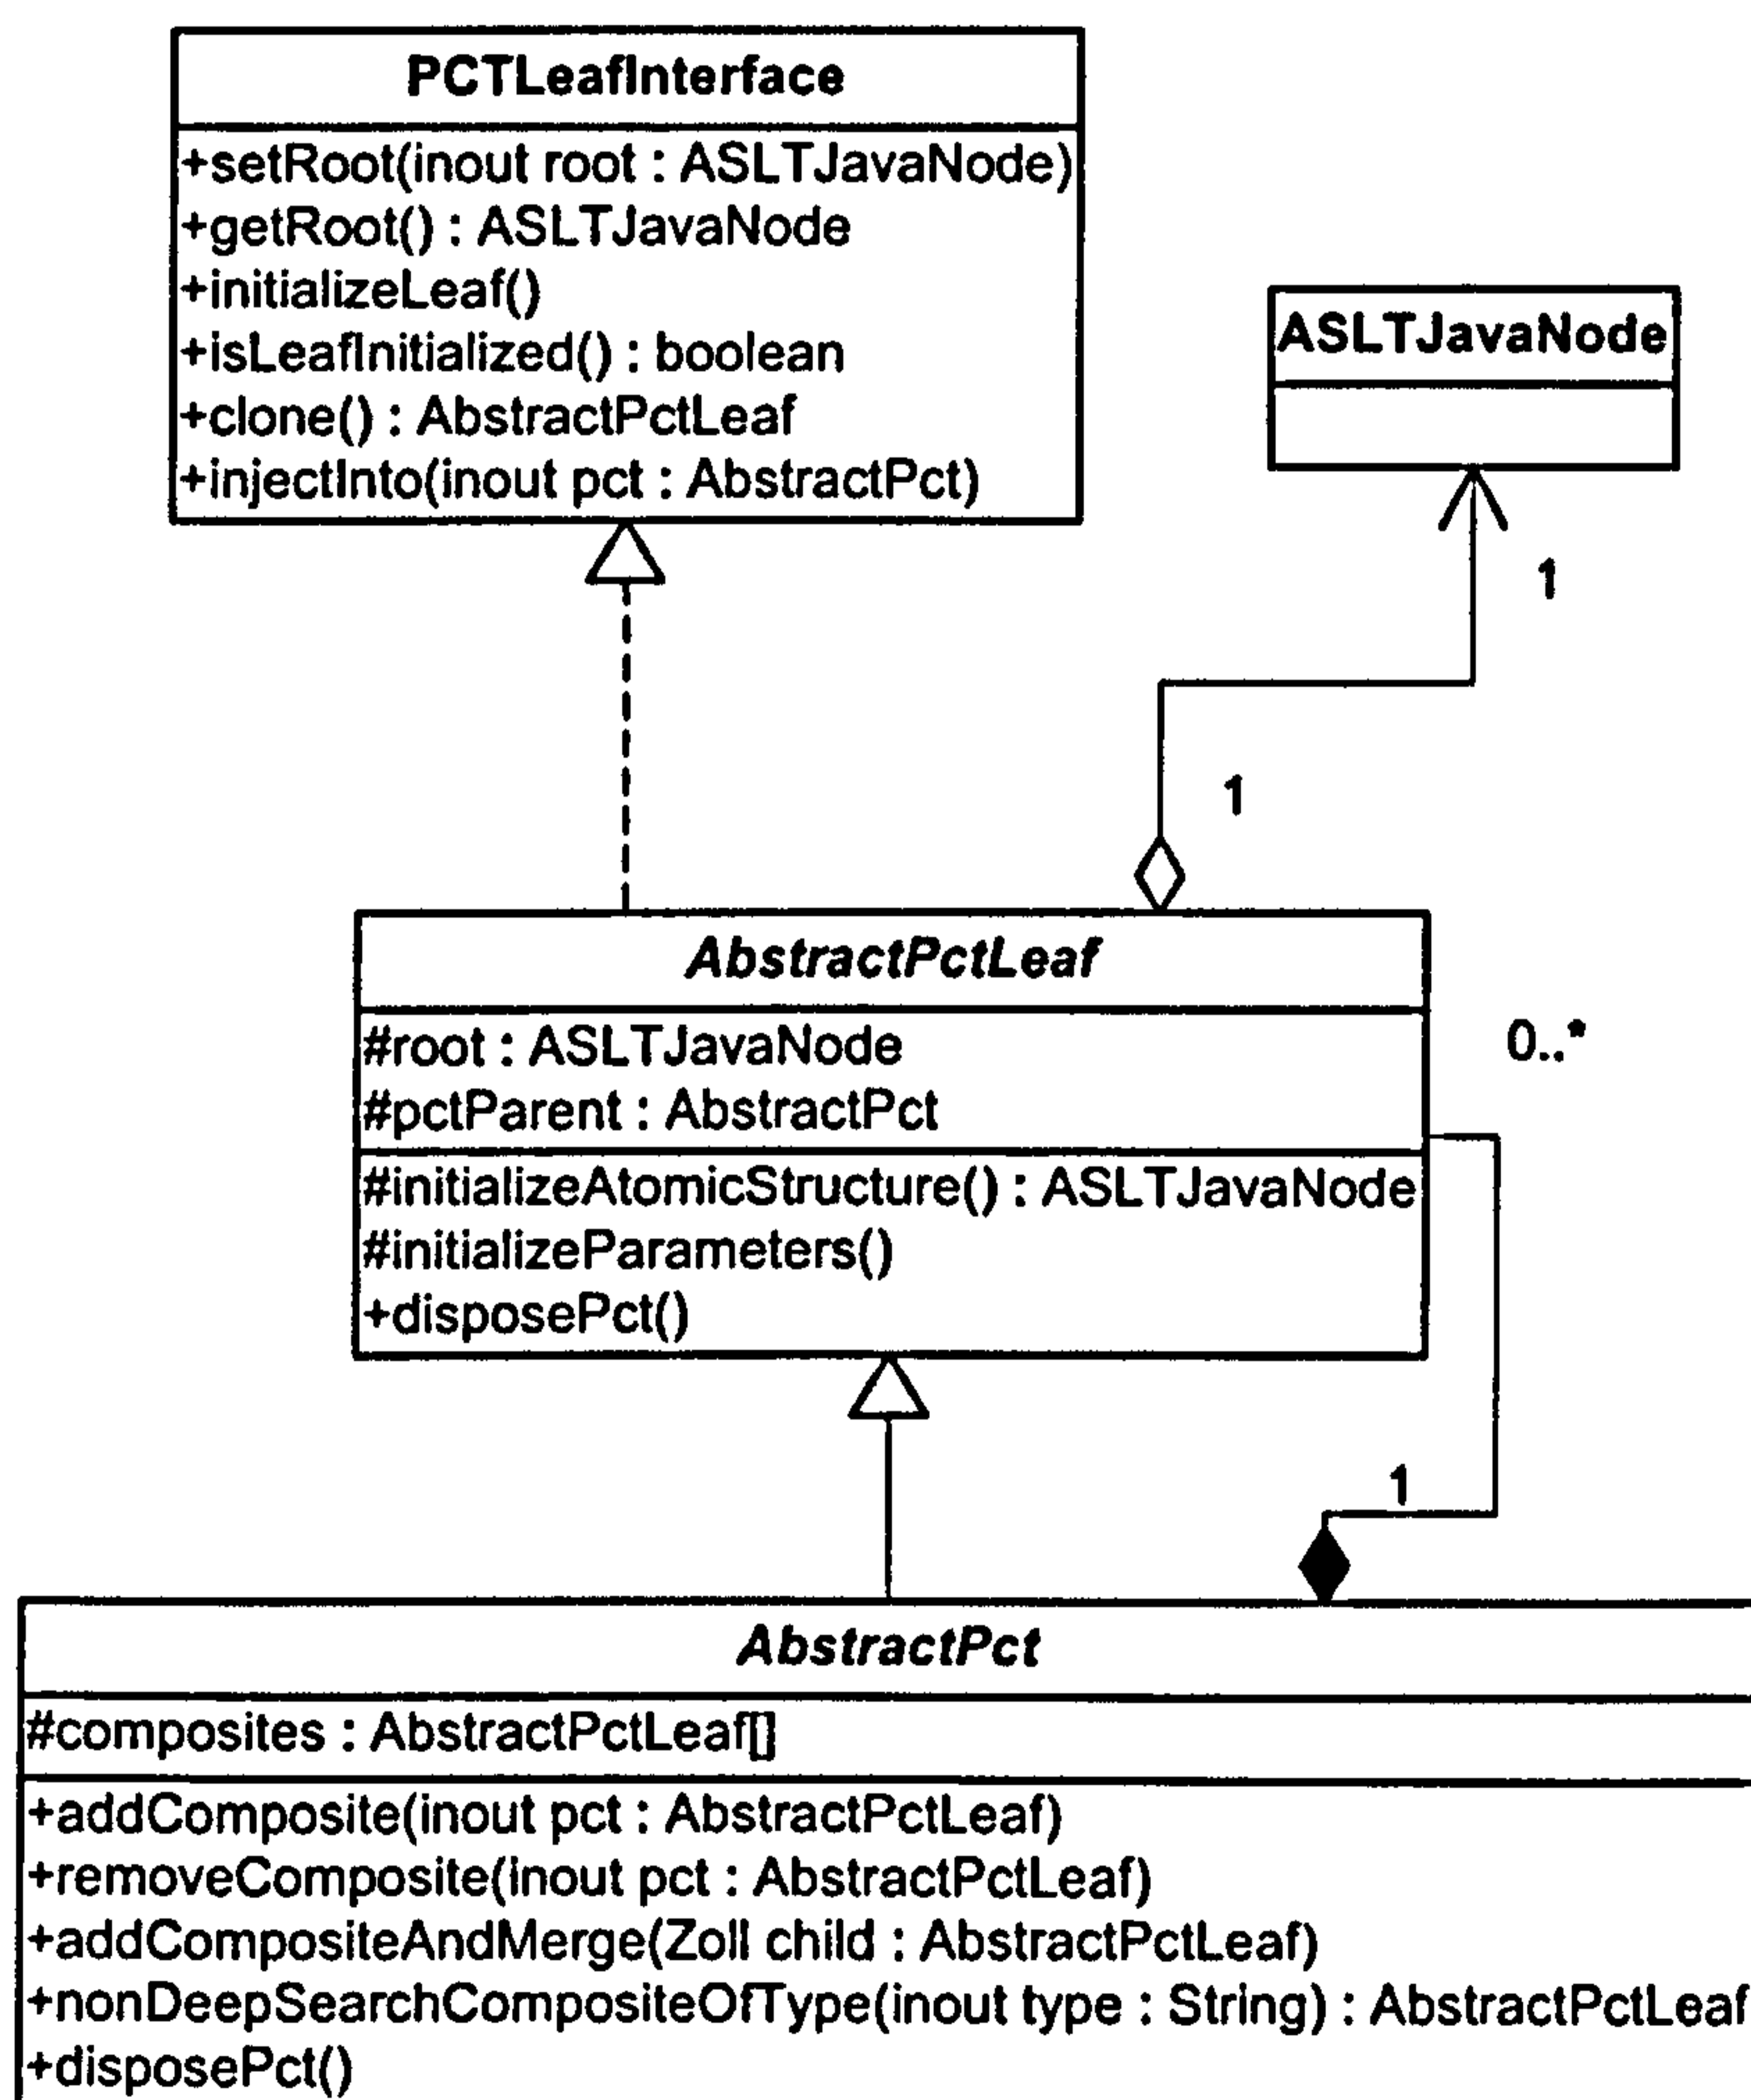 PCTLeafInterface
+setRoot(inout root : ASLTJavaNode)
+getRoot() : ASLTJavaNode
+initializeLeaf()
+isLeafInitialized() : boolean
+clone() : AbstractPctLeaf
+injectInto(inout pct : AbstractPct)
ASLTJavaNode
1
1
AbstractPctLeaf
#root : ASLTJavaNode
#pctParent : AbstractPct
0..*
#initializeAtomicStructure() : ASLTJavaNode
#initializeParameters()
+disposePct()
1
AbstractPct
#composites : AbstractPctLeaf[]
+addComposite(inout pct : AbstractPctLeaf)
+removeComposite(inout pct : AbstractPctLeaf)
+addCompositeAndMerge(Zoll child : AbstractPctLeaf)
+nonDeepSearchCompositeOfType(inout type : String) : AbstractPctLeaf
+disposePct()